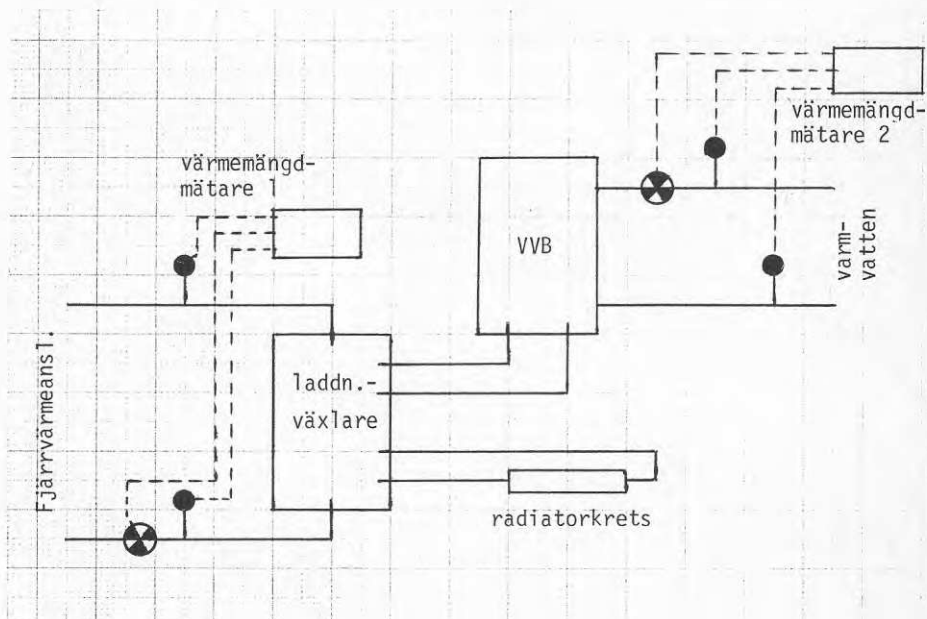 värmemängd-
mätare 1
värmemängd-
mätare 2
VVB
varm-
vatten
Fjärrvärmeansl.
laddn.-
växlare
radiatorkrets